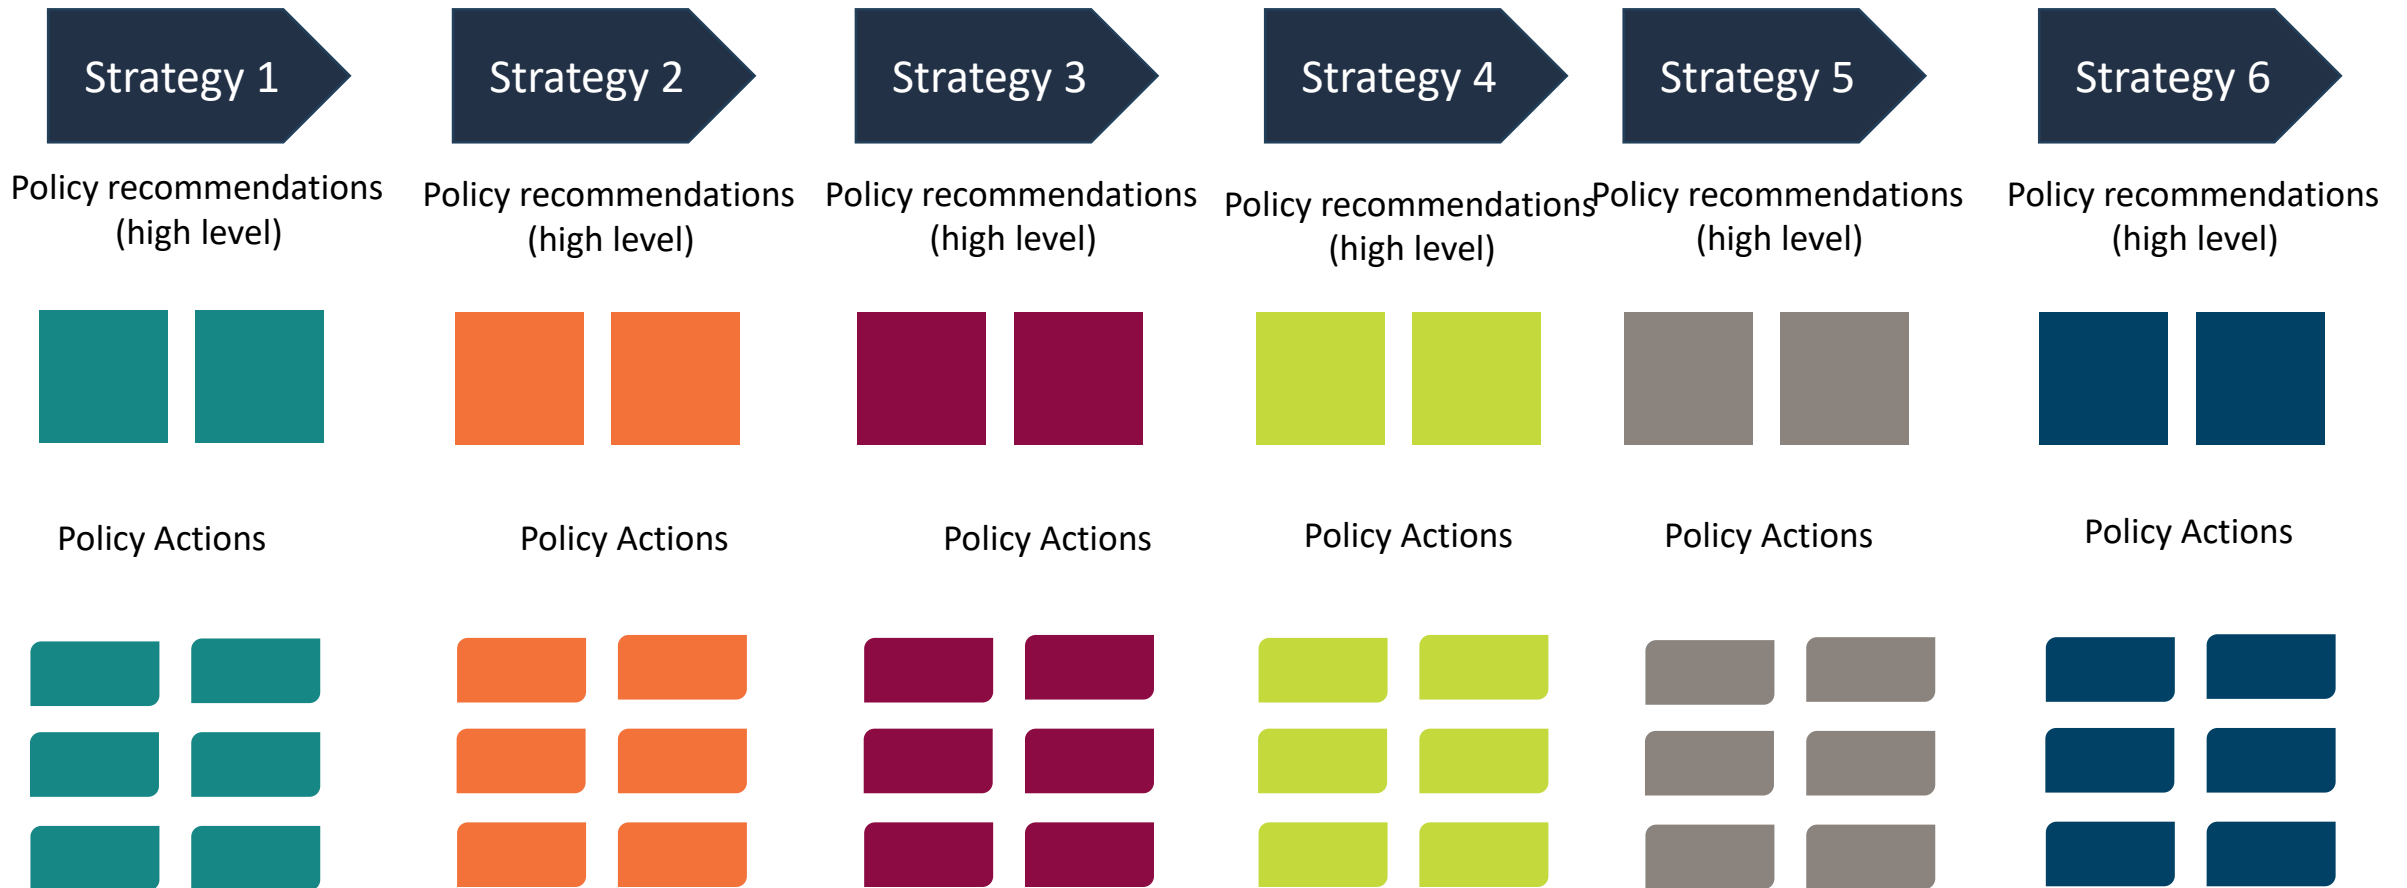 Strategy 1
Strategy 2
Strategy 3
Strategy 4
Strategy 5
Strategy 6
Policy recommendations
(high level)
Policy recommendations
(high level)
Policy recommendations
(high level)
Policy recommendations
(high level)
Policy recommendations
(high level)
Policy recommendations
(high level)
Policy Actions
Policy Actions
Policy Actions
Policy Actions
Policy Actions
Policy Actions